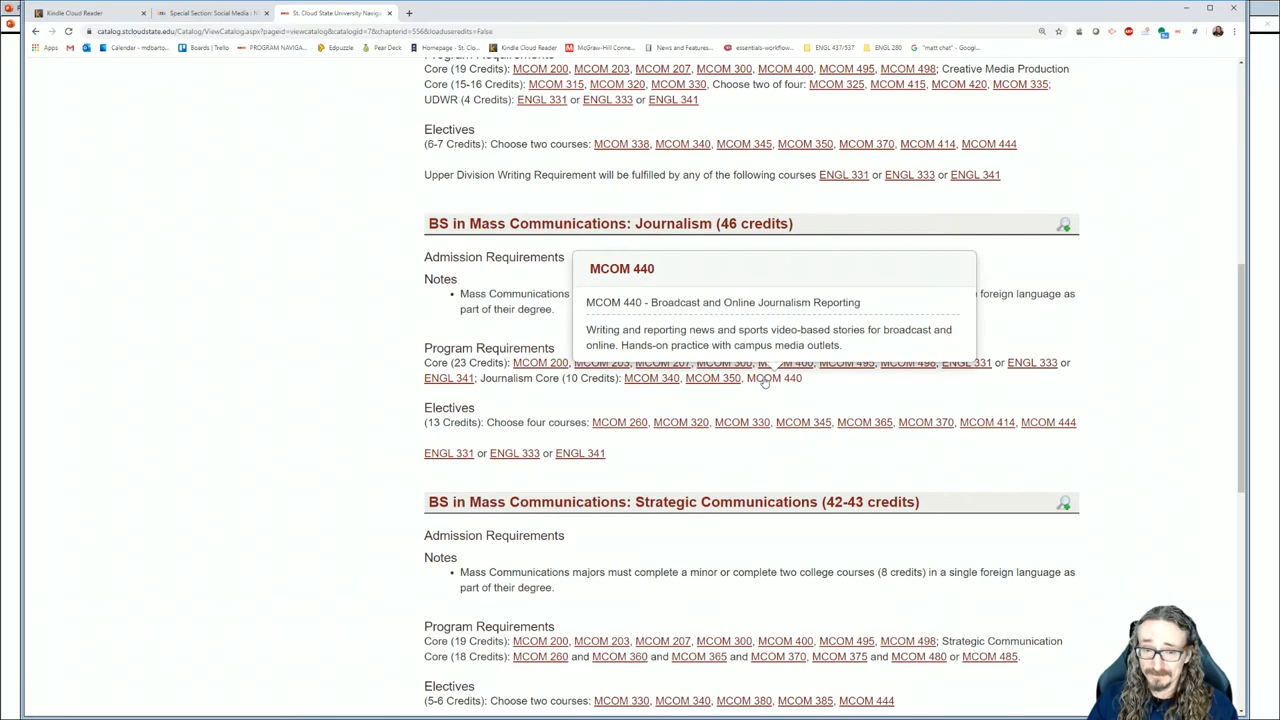 Kindle Cloud Reader
Special Section: Social Media | N
St. Cloud State University Naviga
catalog.stcloudstate.edu/Catalog/ViewCatalog.aspx?pageid=viewcatalog&catalogid=7&chapterid=556&loaduseredits=False
Apps Calendar - mdbarto... Boards | Trello PROGRAM NAVIGA... Edpuzzle Pear Deck Homepage - St. Clo... Kindle Cloud Reader McGraw-Hill Conne... News and Features... essentials-workflow... ENGL 437/537 ENGL 280 "matt chat" - Googl...
Program Requirements
Core (19 Credits): MCOM 200, MCOM 203, MCOM 207, MCOM 300, MCOM 400, MCOM 495, MCOM 498; Creative Media Production
Core (15-16 Credits): MCOM 315, MCOM 320, MCOM 330, Choose two of four: MCOM 325, MCOM 415, MCOM 420, MCOM 335;
UDWR (4 Credits): ENGL 331 or ENGL 333 or ENGL 341
Electives
(6-7 Credits): Choose two courses: MCOM 338, MCOM 340, MCOM 345, MCOM 350, MCOM 370, MCOM 414, MCOM 444
Upper Division Writing Requirement will be fulfilled by any of the following courses ENGL 331 or ENGL 333 or ENGL 341
BS in Mass Communications: Journalism (46 credits)
Admission Requirements
MCOM 440
Notes
Mass Communications foreign language as
part of their degree.
MCOM 440 - Broadcast and Online Journalism Reporting
Writing and reporting news and sports video-based stories for broadcast and
online. Hands-on practice with campus media outlets.
Program Requirements
Core (23 Credits): MCOM 200, MCOM 203, MCOM 207, MCOM 300, MCOM 400, MCOM 495, MCOM 498, ENGL 331 or ENGL 333 or
ENGL 341; Journalism Core (10 Credits): MCOM 340, MCOM 350, MCOM 440
Electives
(13 Credits): Choose four courses: MCOM 260, MCOM 320, MCOM 330, MCOM 345, MCOM 365, MCOM 370, MCOM 414, MCOM 444
ENGL 331 or ENGL 333 or ENGL 341
BS in Mass Communications: Strategic Communications (42-43 credits)
Admission Requirements
Notes
Mass Communications majors must complete a minor or complete two college courses (8 credits) in a single foreign language as
part of their degree.
Program Requirements
Core (19 Credits): MCOM 200, MCOM 203, MCOM 207, MCOM 300, MCOM 400, MCOM 495, MCOM 498; Strategic Communication
Core (18 Credits): MCOM 260 and MCOM 360 and MCOM 365 and MCOM 370, MCOM 375 and MCOM 480 or MCOM 485.
Electives
(5-6 Credits): Choose two courses: MCOM 330, MCOM 340, MCOM 380, MCOM 385, MCOM 444